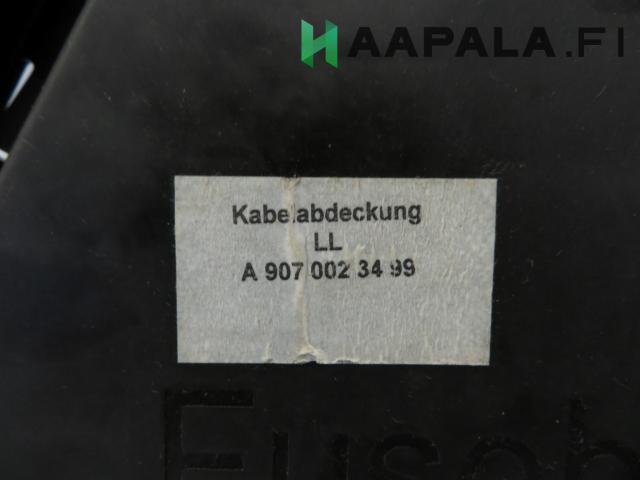 HAAPALA.FI
Kabelabdeckung
LL
A 907 002 34 99